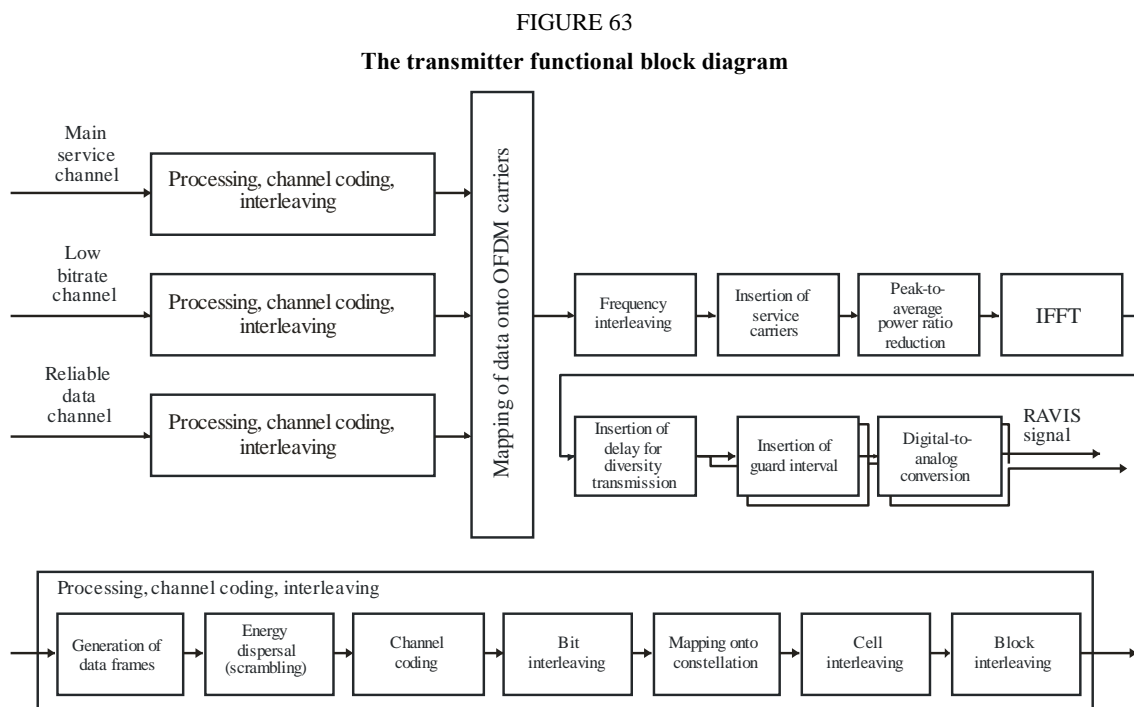 FIGURE 63
The transmitter functional block diagram
Main
service
channel
Processing, channel coding,
interleaving
Low
bitrate
channel
Processing, channel coding,
interleaving
Reliable
data
channel
Processing, channel coding,
interleaving
Mapping of data onto OFDM carriers
Frequency
interleaving
Insertion of
service
carriers
Peak-to-
average
power ratio
reduction
IFFT
Insertion of
delay for
diversity
transmission
Insertion of
guard interval
Digital-to-
analog
conversion
RAVIS
signal
Processing, channel coding, interleaving
Generation of
data frames
Energy
dispersal
(scrambling)
Channel
coding
Bit
interleaving
Mapping onto
constellation
Cell
interleaving
Block
interleaving